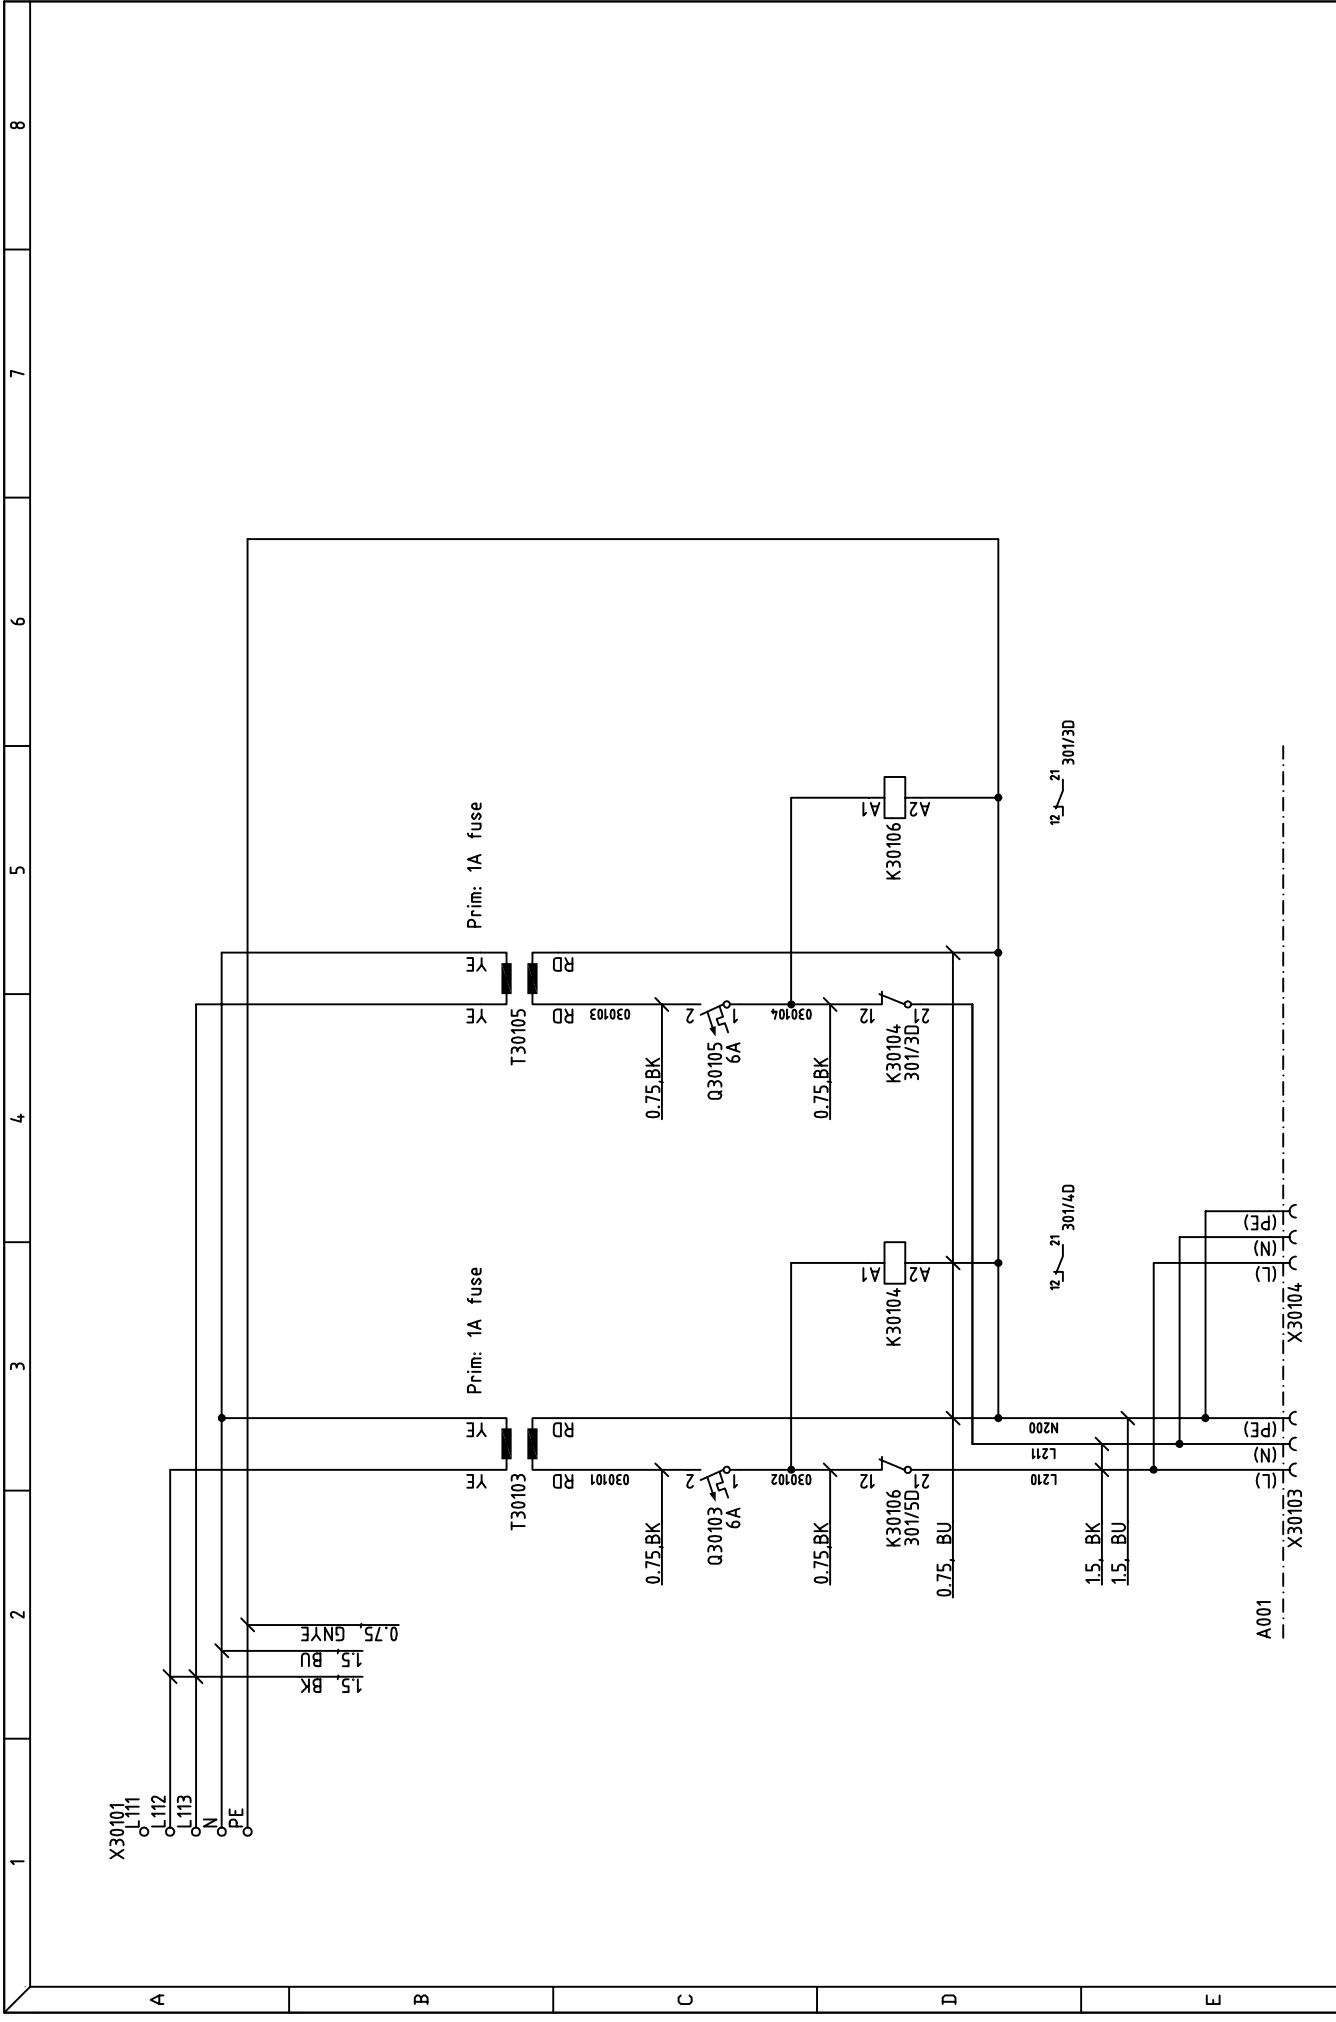 1
2
3
4
5
6
7
8
A
B
C
D
E
X30101
L111
L112
L113
N
PE
1.5, BK
1.5, BU
0.75, GNYE
YE
YE
T30103
Prim: 1A fuse
RD
RD
YE
YE
T30105
Prim: 1A fuse
RD
RD
030101
0.75,BK
2
1
Q30103
6A
030102
0.75,BK
030103
0.75,BK
2
1
Q30105
6A
030104
0.75,BK
12
21
K30106
301/5D
A1
A2
K30104
12
21
K30104
301/3D
A1
A2
K30106
0.75, BU
L210
L211
N200
12 21 301/4D
12 21 301/3D
1.5, BK
1.5, BU
A001
(L)
(N)
(PE)
X30103
(L)
(N)
(PE)
X30104